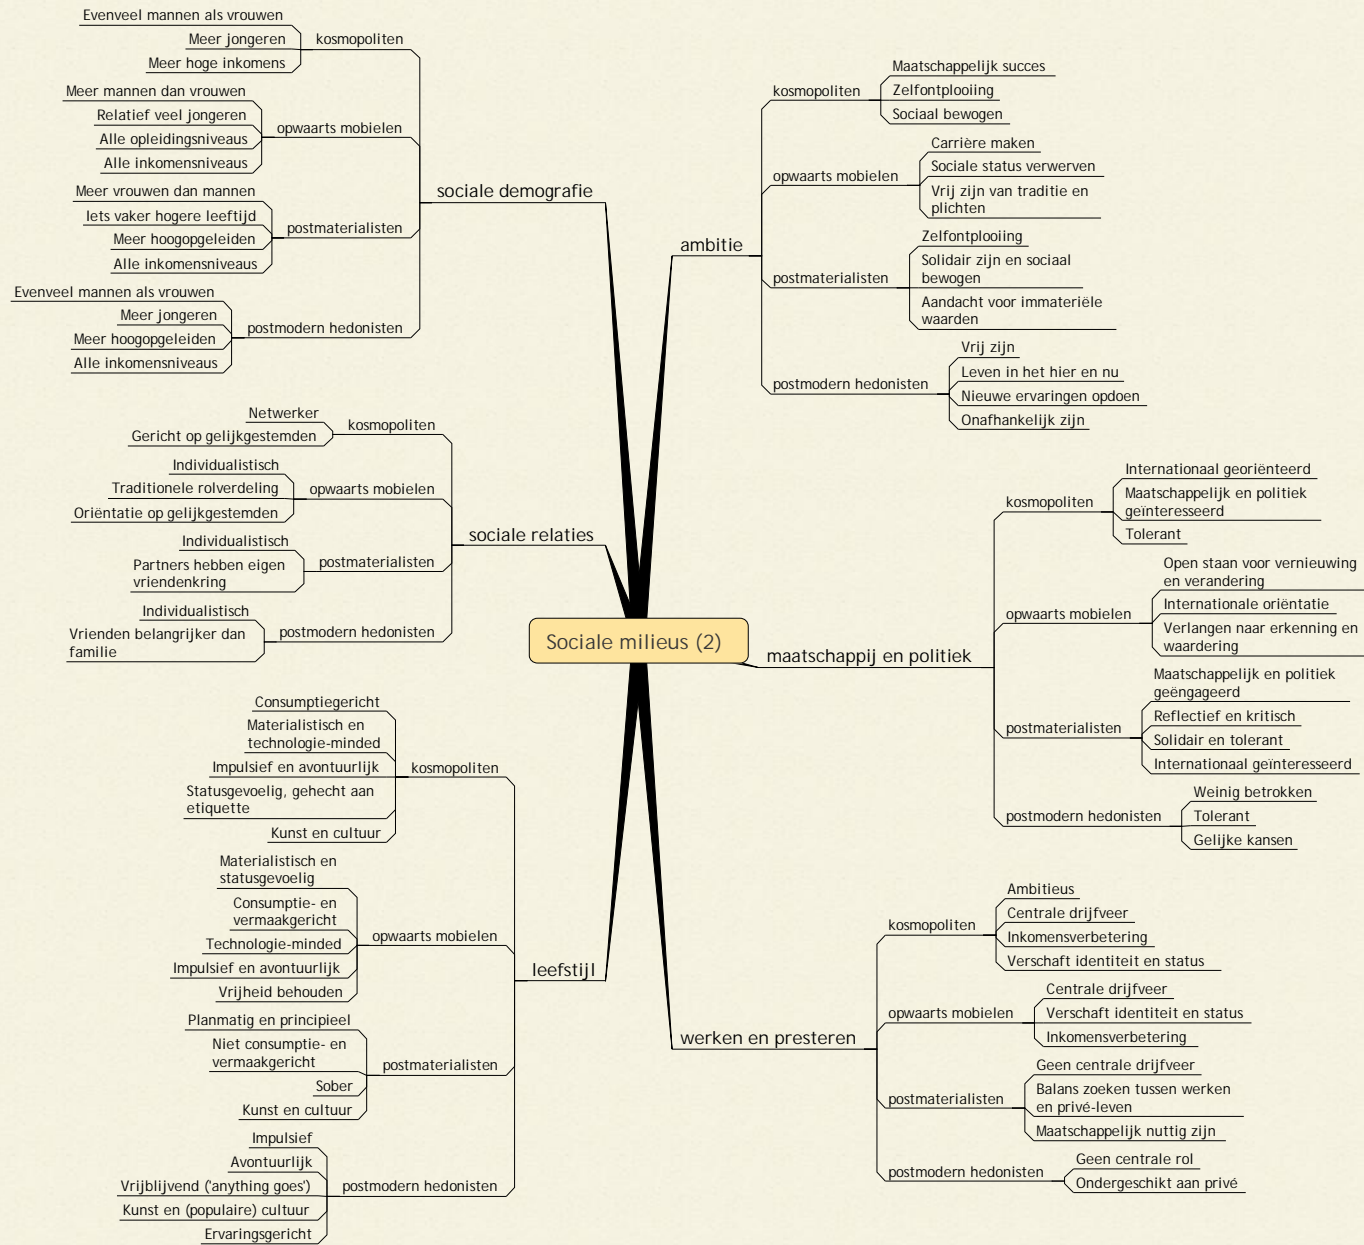 Sociale milieus (2)
sociale demografie
kosmopoliten
Evenveel mannen als vrouwen
Meer jongeren
Meer hoge inkomens
opwaarts mobielen
Meer mannen dan vrouwen
Relatief veel jongeren
Alle opleidingsniveaus
Alle inkomensniveaus
postmaterialisten
Meer vrouwen dan mannen
Iets vaker hogere leeftijd
Meer hoogopgeleiden
Alle inkomensniveaus
postmodern hedonisten
Evenveel mannen als vrouwen
Meer jongeren
Meer hoogopgeleiden
Alle inkomensniveaus
sociale relaties
kosmopoliten
Netwerker
Gericht op gelijkgestemden
opwaarts mobielen
Individualistisch
Traditionele rolverdeling
Oriëntatie op gelijkgestemden
postmaterialisten
Individualistisch
Partners hebben eigen
vriendenkring
postmodern hedonisten
Individualistisch
Vrienden belangrijker dan
familie
leefstijl
kosmopoliten
Consumptiegericht
Materialistisch en
technologie-minded
Impulsief en avontuurlijk
Statusgevoelig, gehecht aan
etiquette
Kunst en cultuur
opwaarts mobielen
Materialistisch en
statusgevoelig
Consumptie- en
vermaakgericht
Technologie-minded
Impulsief en avontuurlijk
Vrijheid behouden
postmaterialisten
Planmatig en principieel
Niet consumptie- en
vermaakgericht
Sober
Kunst en cultuur
postmodern hedonisten
Impulsief
Avontuurlijk
Vrijblijvend ('anything goes')
Kunst en (populaire) cultuur
Ervaringsgericht
ambitie
kosmopoliten
Maatschappelijk succes
Zelfontplooiing
Sociaal bewogen
opwaarts mobielen
Carrière maken
Sociale status verwerven
Vrij zijn van traditie en
plichten
postmaterialisten
Zelfontplooiing
Solidair zijn en sociaal
bewogen
Aandacht voor immateriële
waarden
postmodern hedonisten
Vrij zijn
Leven in het hier en nu
Nieuwe ervaringen opdoen
Onafhankelijk zijn
maatschappij en politiek
kosmopoliten
Internationaal georiënteerd
Maatschappelijk en politiek
geïnteresseerd
Tolerant
opwaarts mobielen
Open staan voor vernieuwing
en verandering
Internationale oriëntatie
Verlangen naar erkenning en
waardering
postmaterialisten
Maatschappelijk en politiek
geëngageerd
Reflectief en kritisch
Solidair en tolerant
Internationaal geïnteresseerd
postmodern hedonisten
Weinig betrokken
Tolerant
Gelijke kansen
werken en presteren
kosmopoliten
Ambitieus
Centrale drijfveer
Inkomensverbetering
Verschaft identiteit en status
opwaarts mobielen
Centrale drijfveer
Verschaft identiteit en status
Inkomensverbetering
postmaterialisten
Geen centrale drijfveer
Balans zoeken tussen werken
en privé-leven
Maatschappelijk nuttig zijn
postmodern hedonisten
Geen centrale rol
Ondergeschikt aan privé